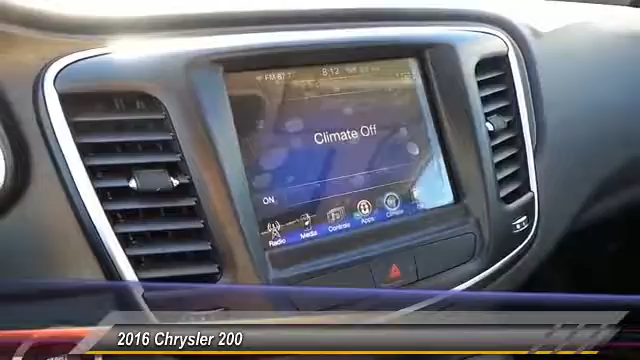 FM 87.7 8:12
Climate Off
ON
Radio Media Controls Apps Climate
2016 Chrysler 200